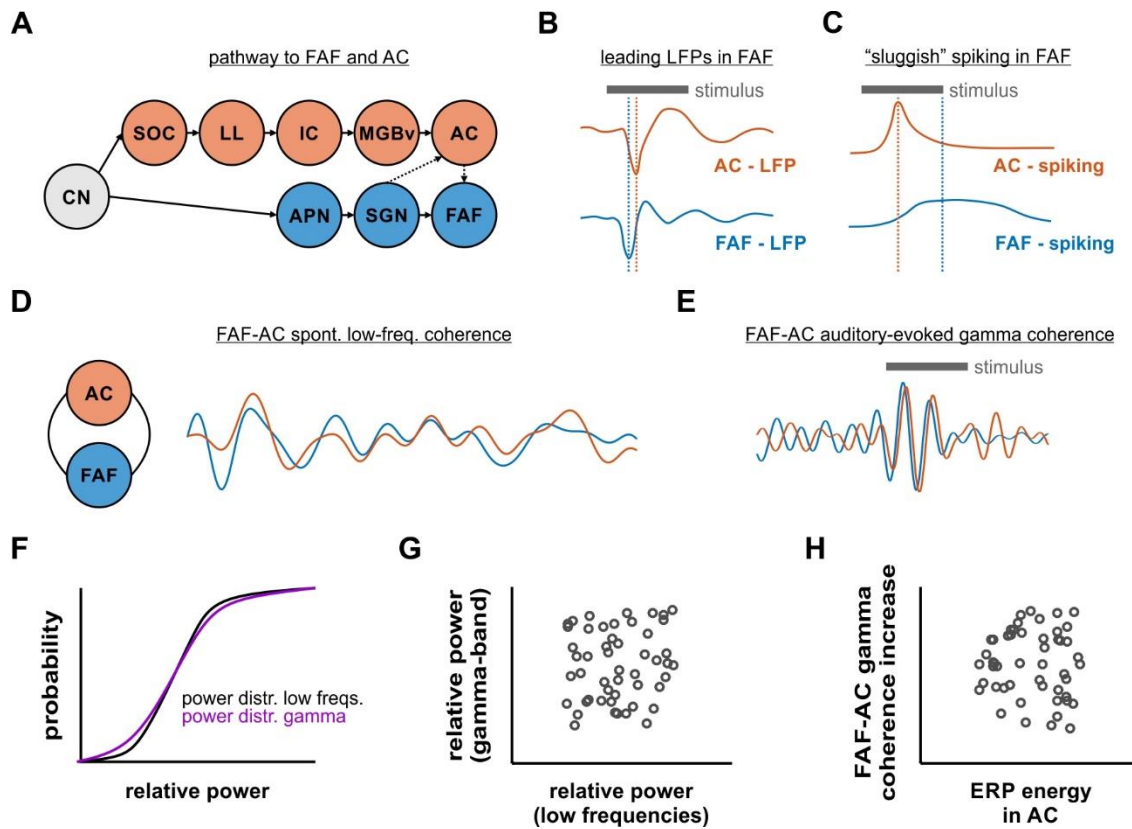 A
pathway to FAF and AC
SOC
LL
IC
MGBv
AC
CN
APN
SGN
FAF
B
leading LFPs in FAF
stimulus
AC - LFP
FAF - LFP
C
“sluggish” spiking in FAF
stimulus
AC - spiking
FAF - spiking
D
FAF-AC spont. low-freq. coherence
AC
FAF
E
FAF-AC auditory-evoked gamma coherence
stimulus
F
probability
power distr. low freqs.
power distr. gamma
relative power
G
relative power
(gamma-band)
relative power
(low frequencies)
H
FAF-AC gamma
coherence increase
ERP energy
in AC